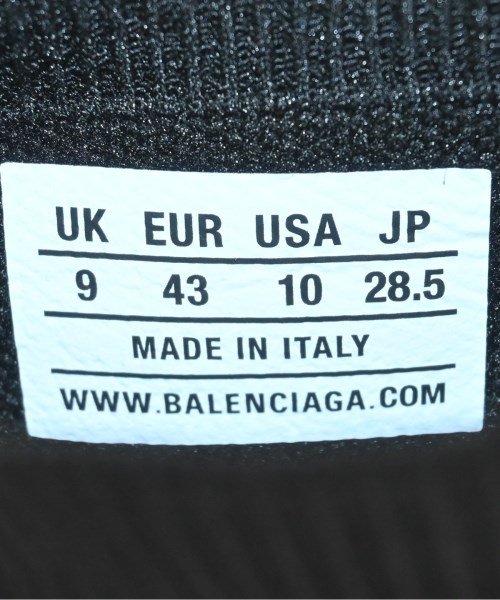 UK EUR USA JP
9 43 10 28.5
MADE IN ITALY
WWW.BALENCIAGA.COM